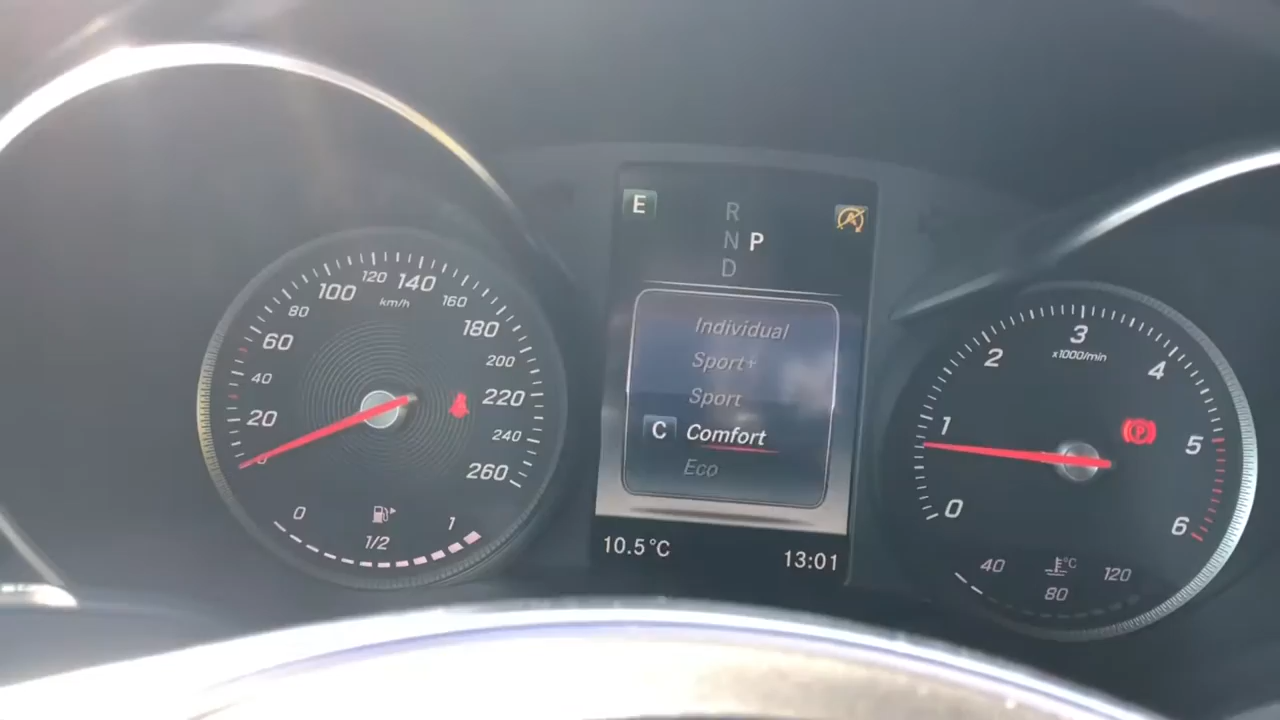 E
R
N P
D
A
Individual
Sport+
Sport
C Comfort
Eco
10.5°C 13:01
0
20
40
60
80
100
120
140
160
180
200
220
240
260
km/h
0 1/2 1
0
1
2
3
4
5
6
x1000/min
P
40 80 120
°C